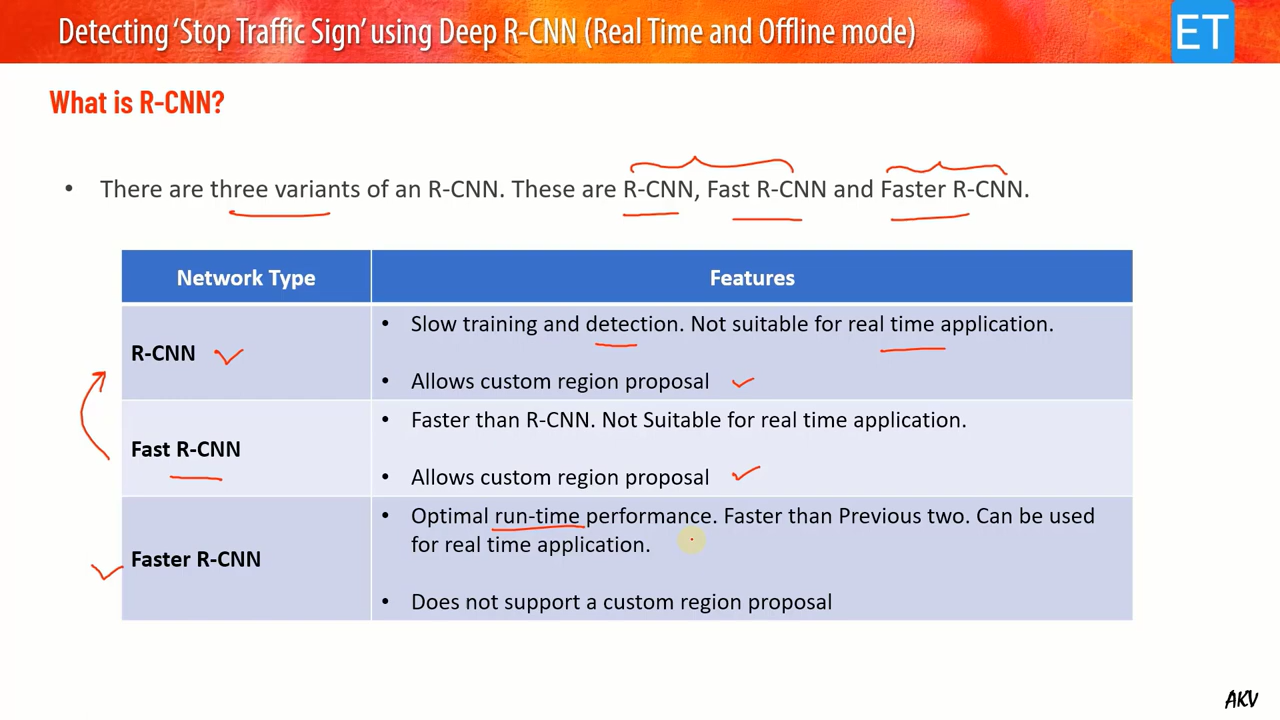 Detecting 'Stop Traffic Sign' using Deep R-CNN (Real Time and Offline mode)
ET
What is R-CNN?
• There are three variants of an R-CNN. These are R-CNN, Fast R-CNN and Faster R-CNN.
Network Type
Features
R-CNN
• Slow training and detection. Not suitable for real time application.
• Allows custom region proposal
Fast R-CNN
• Faster than R-CNN. Not Suitable for real time application.
• Allows custom region proposal
Faster R-CNN
• Optimal run-time performance. Faster than Previous two. Can be used
for real time application.
• Does not support a custom region proposal
AKV